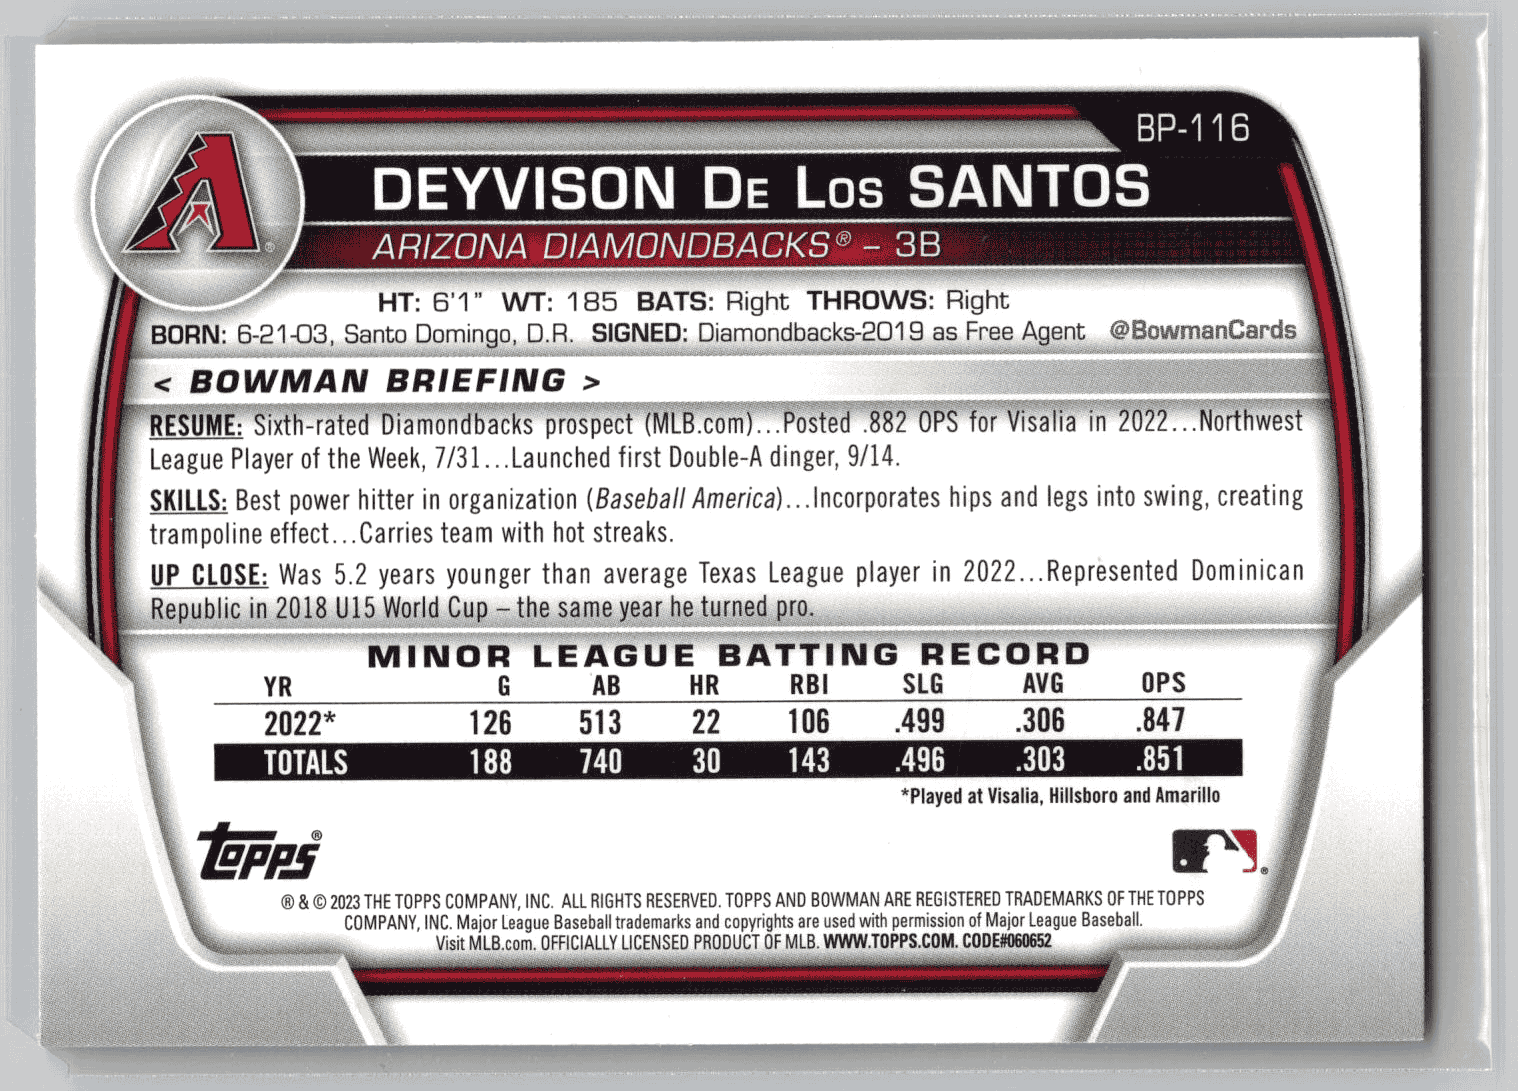 BP-116
DEYVISON DE LOS SANTOS
ARIZONA DIAMONDBACKS® – 3B
HT: 6'1" WT: 185 BATS: Right THROWS: Right
BORN: 6-21-03, Santo Domingo, D.R. SIGNED: Diamondbacks-2019 as Free Agent @BowmanCards
< BOWMAN BRIEFING >
RESUME: Sixth-rated Diamondbacks prospect (MLB.com)...Posted .882 OPS for Visalia in 2022...Northwest
League Player of the Week, 7/31...Launched first Double-A dinger, 9/14.
SKILLS: Best power hitter in organization (Baseball America)...Incorporates hips and legs into swing, creating
trampoline effect...Carries team with hot streaks.
UP CLOSE: Was 5.2 years younger than average Texas League player in 2022...Represented Dominican
Republic in 2018 U15 World Cup – the same year he turned pro.
MINOR LEAGUE BATTING RECORD
YR G AB HR RBI SLG AVG OPS
2022* 126 513 22 106 .499 .306 .847
TOTALS 188 740 30 143 .496 .303 .851
*Played at Visalia, Hillsboro and Amarillo
Topps®
® & © 2023 THE TOPPS COMPANY, INC. ALL RIGHTS RESERVED. TOPPS AND BOWMAN ARE REGISTERED TRADEMARKS OF THE TOPPS
COMPANY, INC. Major League Baseball trademarks and copyrights are used with permission of Major League Baseball.
Visit MLB.com. OFFICIALLY LICENSED PRODUCT OF MLB. WWW.TOPPS.COM. CODE#060652